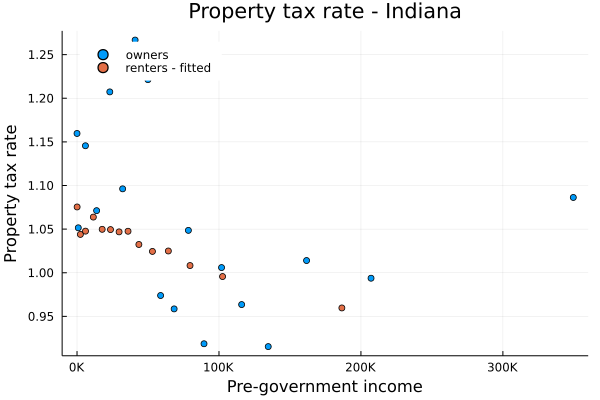 Property tax rate - Indiana
owners
renters - fitted
Property tax rate
1.25
1.20
1.15
1.10
1.05
1.00
0.95
0K
100K
200K
300K
Pre-government income